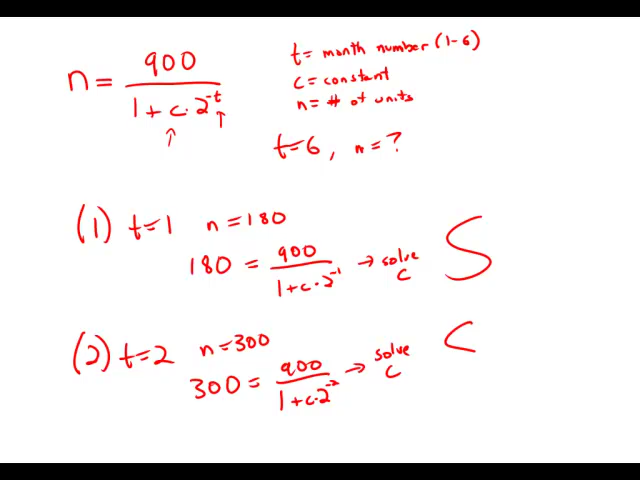 n = 900 / (1 + c · 2^-t)
t = month number (1-6)
c = constant
n = # of units
↑ ↑
t=6, n = ?
(1) t=1 n=180
180 = 900 / (1+c·2^-1) → solve c
S
(2) t=2 n=300
300 = 900 / (1+c·2^-2) → solve c